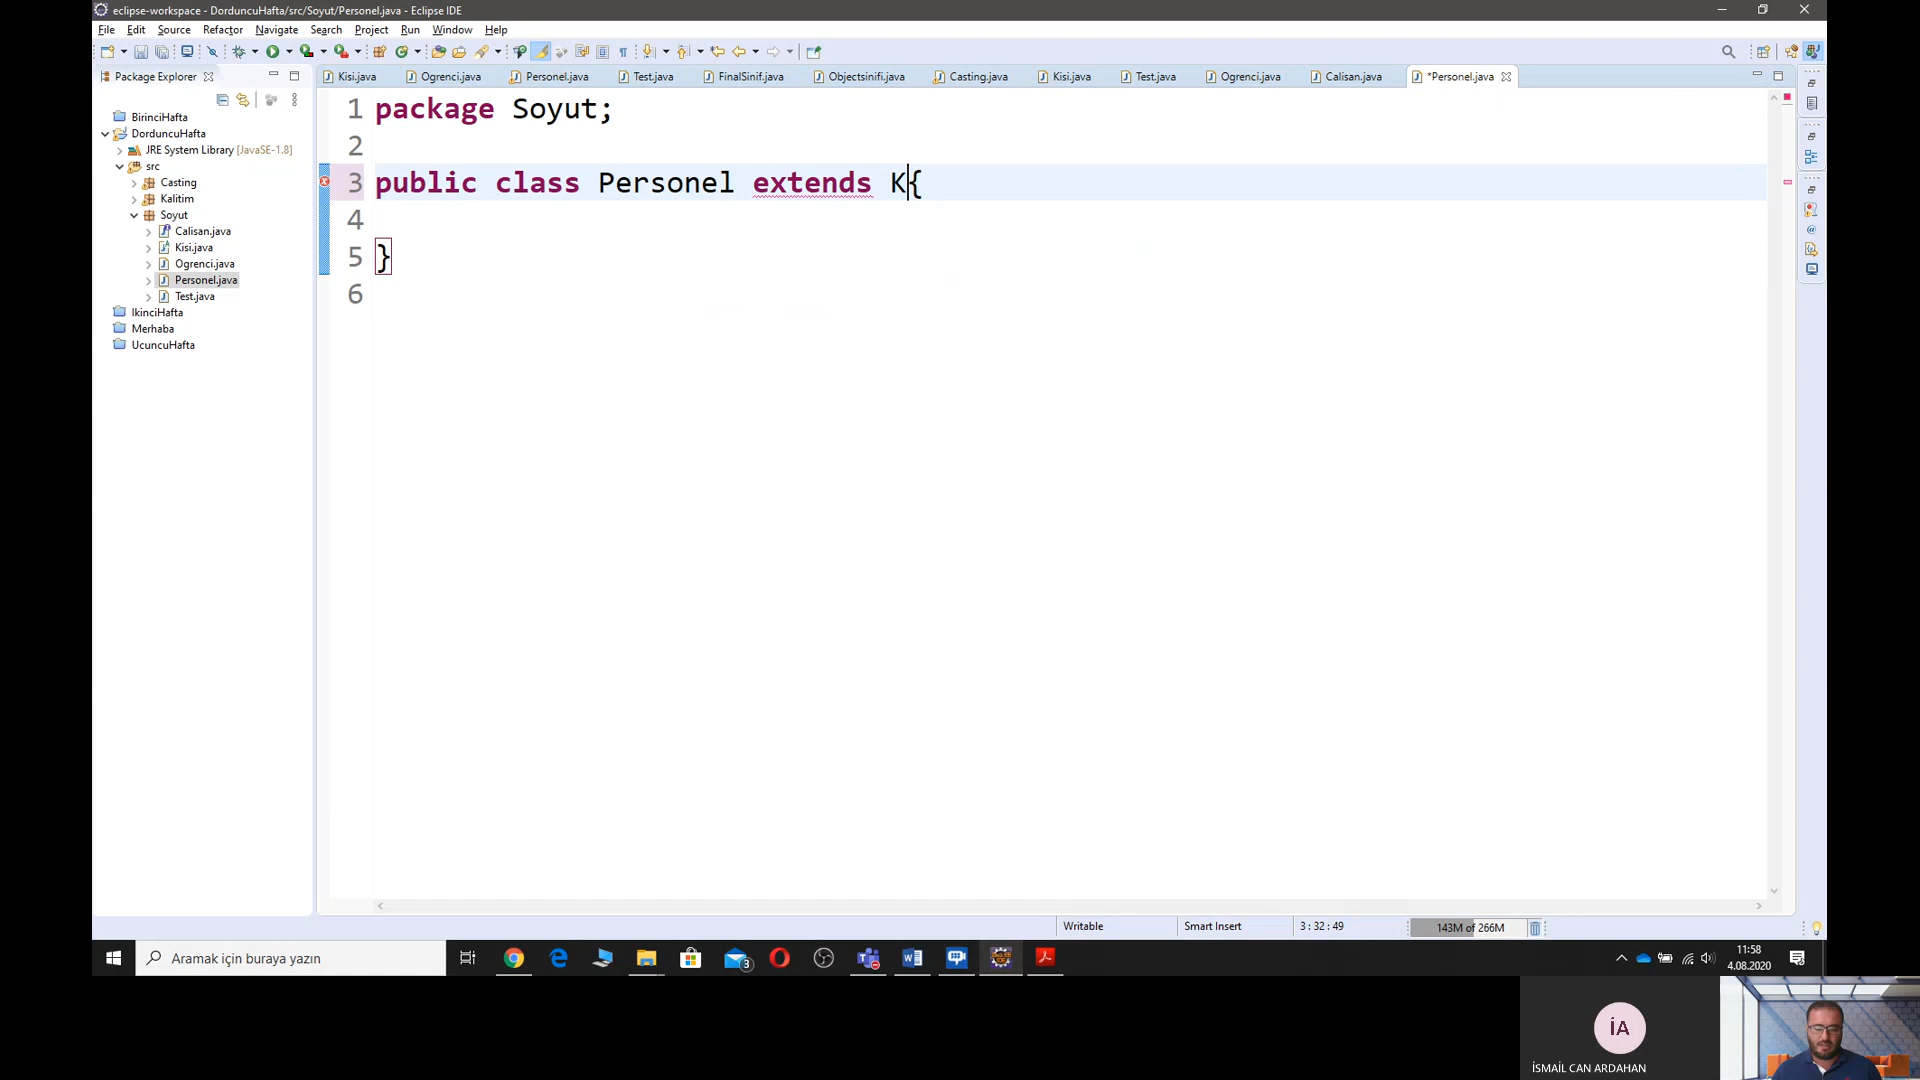 eclipse-workspace - DorduncuHafta/src/Soyut/Personel.java - Eclipse IDE
File Edit Source Refactor Navigate Search Project Run Window Help
Package Explorer
Kisi.java Ogrenci.java Personel.java Test.java FinalSinif.java Objectsinifi.java Casting.java Kisi.java Test.java Ogrenci.java Calisan.java *Personel.java
BirinciHafta
DorduncuHafta
JRE System Library [JavaSE-1.8]
src
Casting
Kalitim
Soyut
Calisan.java
Kisi.java
Ogrenci.java
Personel.java
Test.java
IkinciHafta
Merhaba
UcuncuHafta
1 package Soyut;
2
3 public class Personel extends K{
4
5 }
6
Writable Smart Insert 3 : 32 : 49 143M of 266M
Aramak için buraya yazın
3
11:58
4.08.2020
İA
İSMAİL CAN ARDAHAN